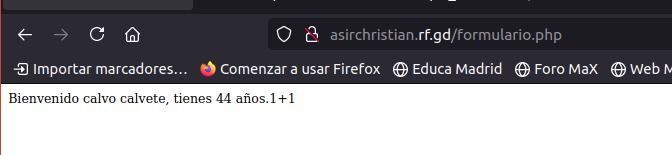 asirchristian.rf.gd/formulario.php
Importar marcadores... Comenzar a usar Firefox Educa Madrid Foro MaX Web M
Bienvenido calvo calvete, tienes 44 años.1+1